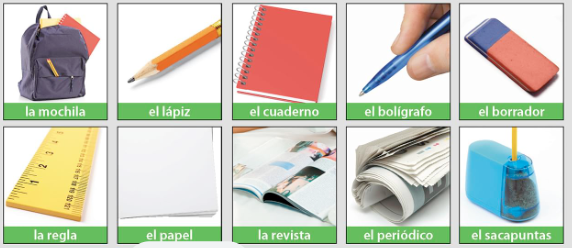 la mochila
el lápiz
el cuaderno
el bolígrafo
el borrador
la regla
el papel
la revista
el periódico
el sacapuntas